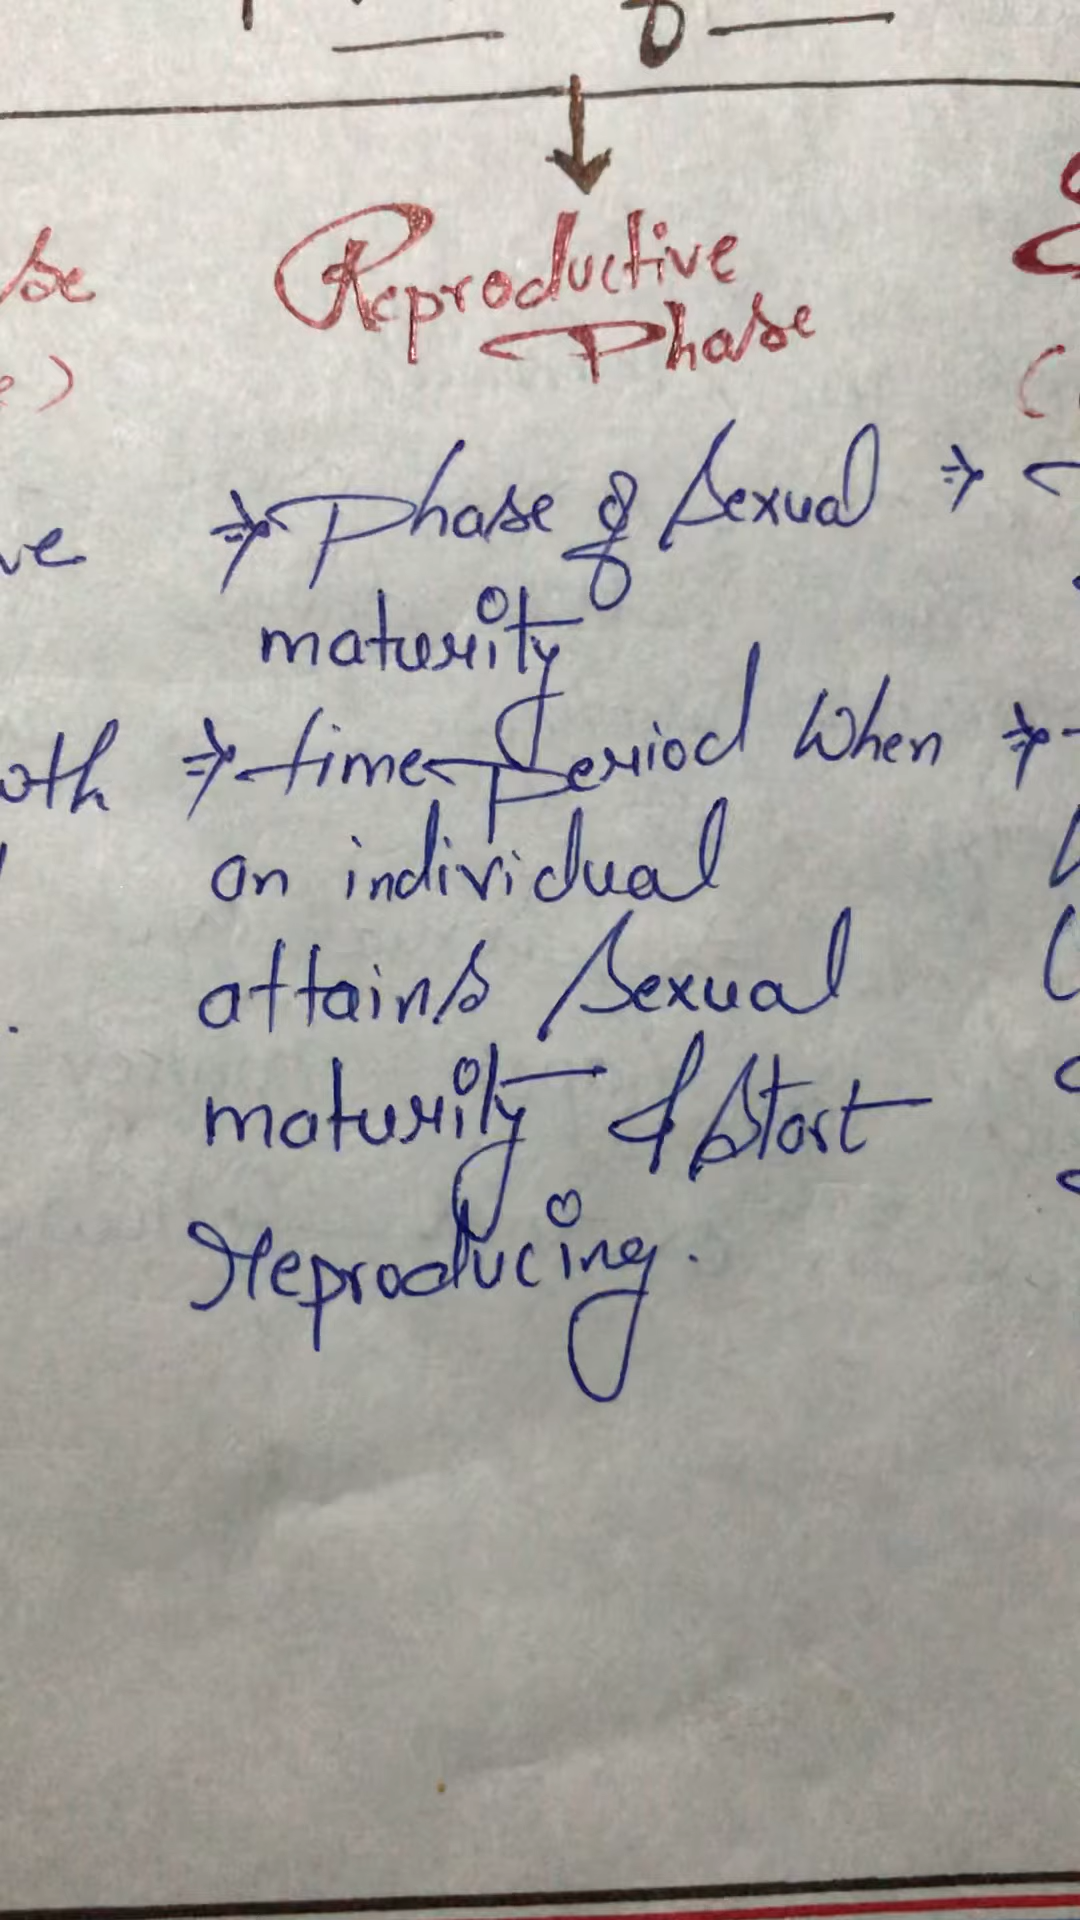 Reproductive
Phase
⇒ Phase of Sexual
maturity
⇒ time period When
an individual
attains Sexual
maturity & Start
Reproducing.